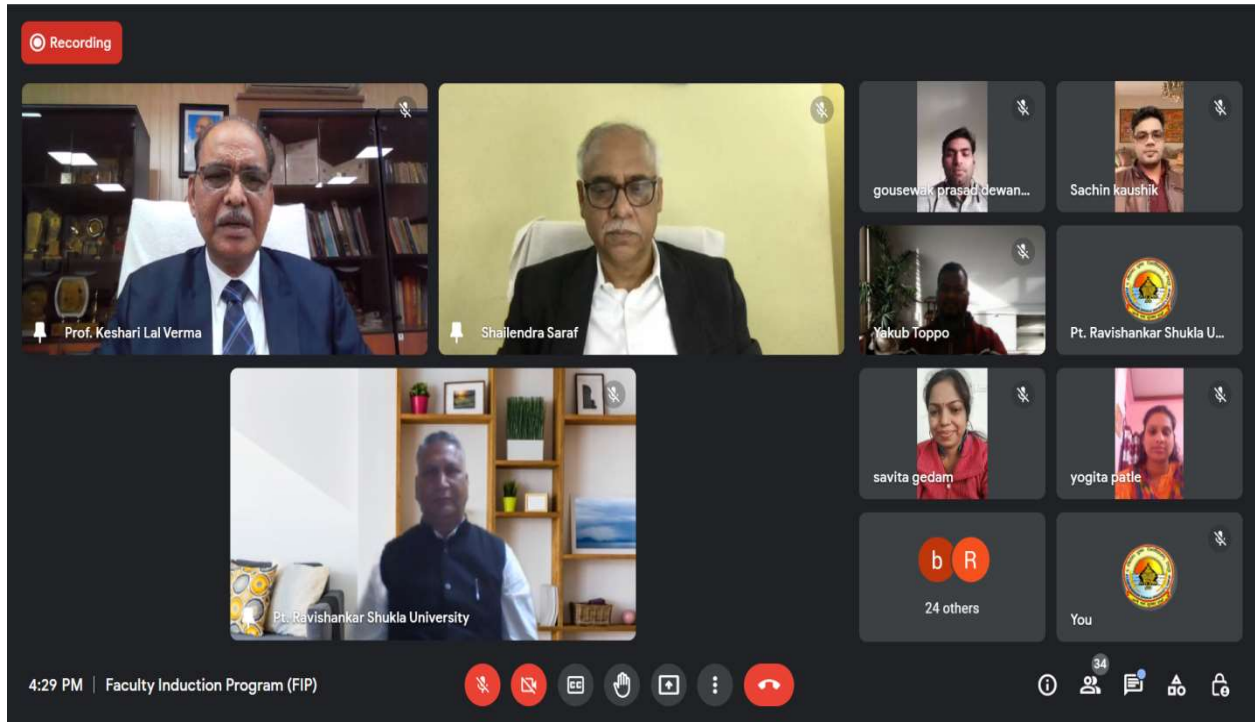 Recording
Prof. Keshari Lal Verma
Shailendra Saraf
gousewak prasad dewan...
Sachin kaushik
Yakub Toppo
Pt. Ravishankar Shukla U...
Pt. Ravishankar Shukla University
savita gedam
yogita patle
b R
24 others
You
4:29 PM | Faculty Induction Program (FIP)
CC
34